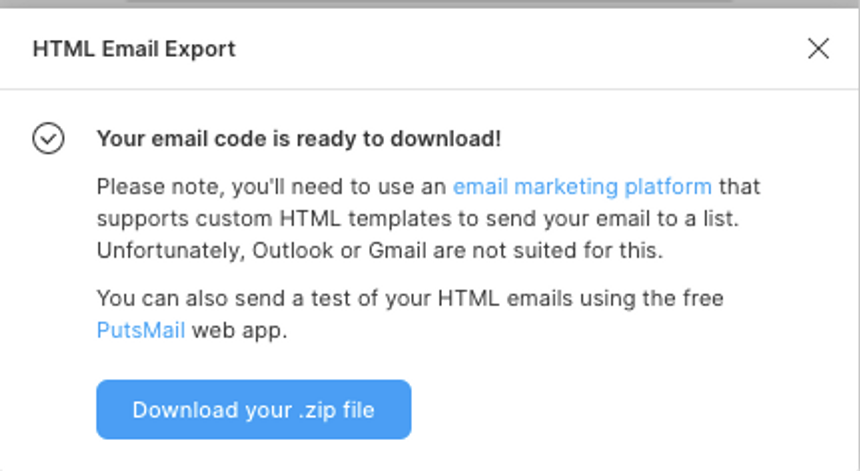 HTML Email Export
Your email code is ready to download!
Please note, you'll need to use an email marketing platform that
supports custom HTML templates to send your email to a list.
Unfortunately, Outlook or Gmail are not suited for this.
You can also send a test of your HTML emails using the free
PutsMail web app.
Download your .zip file